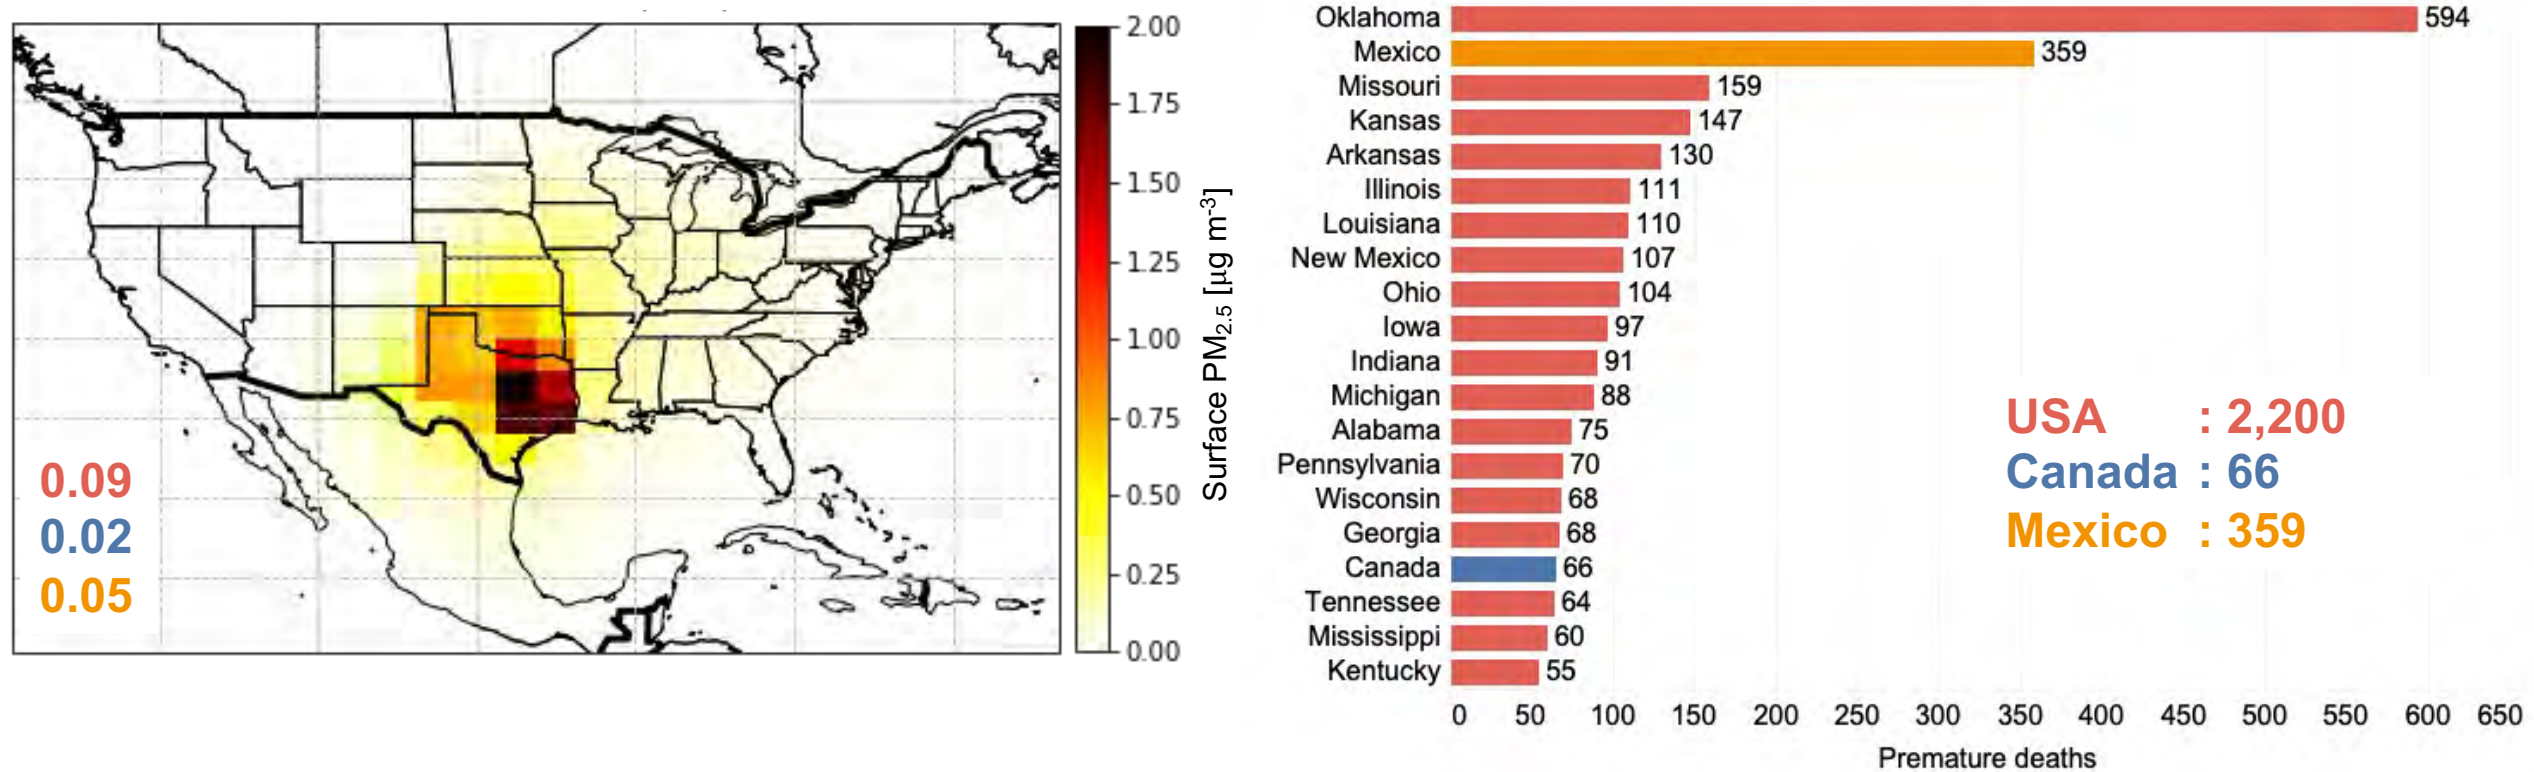 0.09
0.02
0.05
2.00
1.75
1.50
1.25
1.00
0.75
0.50
0.25
0.00
Surface PM2.5 [µg m-3]
Oklahoma 594
Mexico 359
Missouri 159
Kansas 147
Arkansas 130
Illinois 111
Louisiana 110
New Mexico 107
Ohio 104
Iowa 97
Indiana 91
Michigan 88
Alabama 75
Pennsylvania 70
Wisconsin 68
Georgia 68
Canada 66
Tennessee 64
Mississippi 60
Kentucky 55
0 50 100 150 200 250 300 350 400 450 500 550 600 650
Premature deaths
USA : 2,200
Canada : 66
Mexico : 359